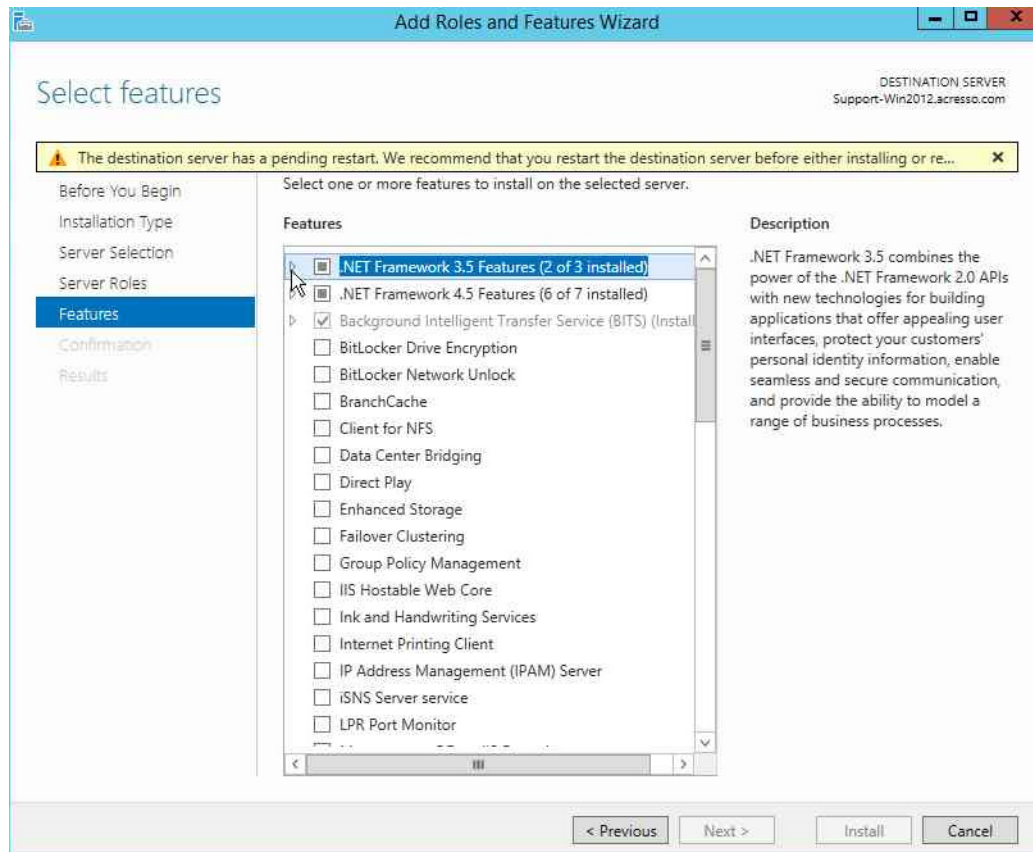 Add Roles and Features Wizard
Select features
DESTINATION SERVER
Support-Win2012.acresso.com
The destination server has a pending restart. We recommend that you restart the destination server before either installing or re...
Before You Begin
Installation Type
Server Selection
Server Roles
Features
Confirmation
Results
Select one or more features to install on the selected server.
Features
.NET Framework 3.5 Features (2 of 3 installed)
.NET Framework 4.5 Features (6 of 7 installed)
Background Intelligent Transfer Service (BITS) (Install
BitLocker Drive Encryption
BitLocker Network Unlock
BranchCache
Client for NFS
Data Center Bridging
Direct Play
Enhanced Storage
Failover Clustering
Group Policy Management
IIS Hostable Web Core
Ink and Handwriting Services
Internet Printing Client
IP Address Management (IPAM) Server
iSNS Server service
LPR Port Monitor
Description
.NET Framework 3.5 combines the
power of the .NET Framework 2.0 APIs
with new technologies for building
applications that offer appealing user
interfaces, protect your customers'
personal identity information, enable
seamless and secure communication,
and provide the ability to model a
range of business processes.
< Previous
Next >
Install
Cancel